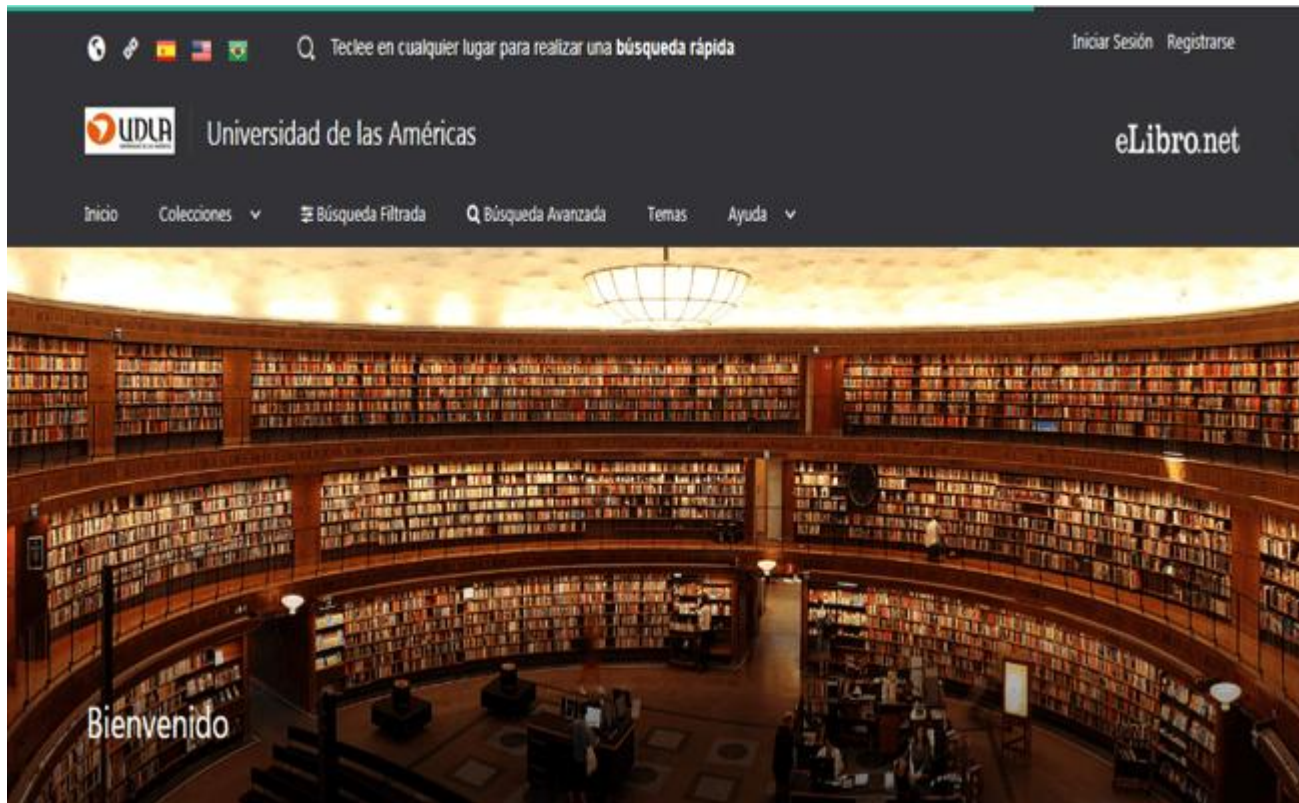 Teclee en cualquier lugar para realizar una búsqueda rápida
Iniciar Sesión Registrarse
UDLA
Universidad de las Américas
eLibro.net
Inicio Colecciones Búsqueda Filtrada Búsqueda Avanzada Temas Ayuda
Bienvenido